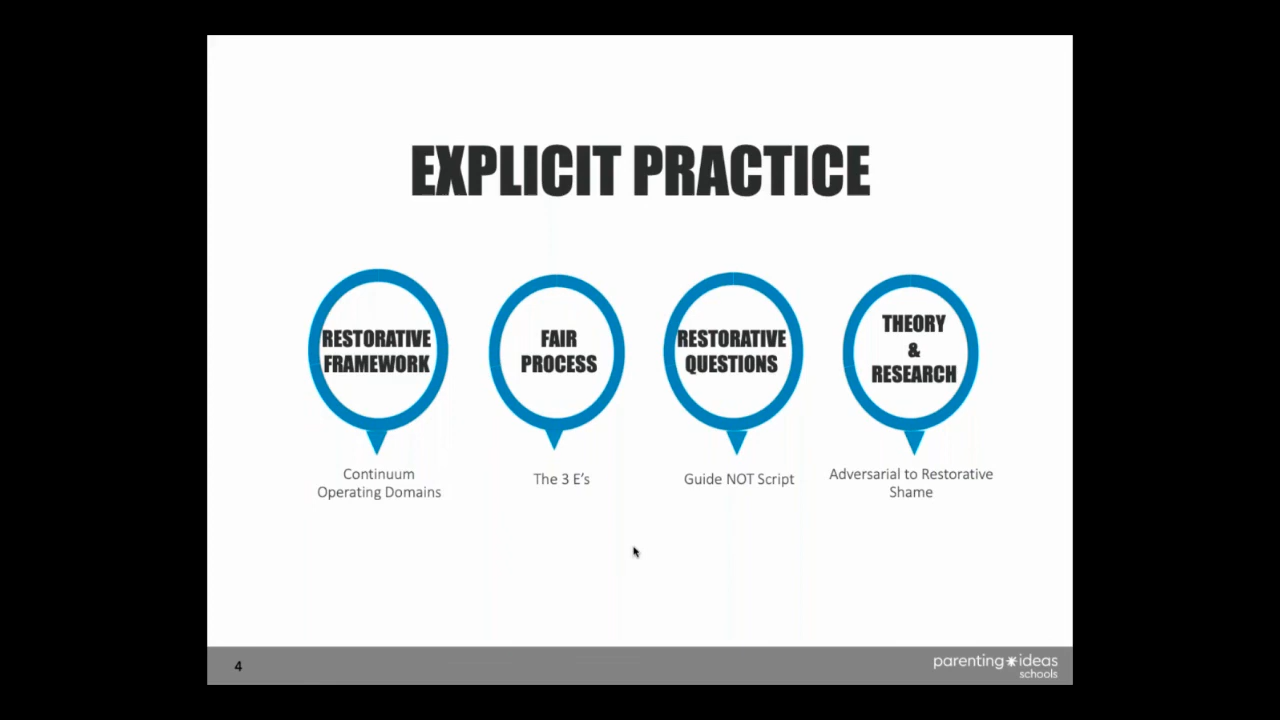 EXPLICIT PRACTICE
RESTORATIVE
FRAMEWORK
Continuum
Operating Domains
FAIR
PROCESS
The 3 E's
RESTORATIVE
QUESTIONS
Guide NOT Script
THEORY
&
RESEARCH
Adversarial to Restorative
Shame
4
parenting*ideas
schools